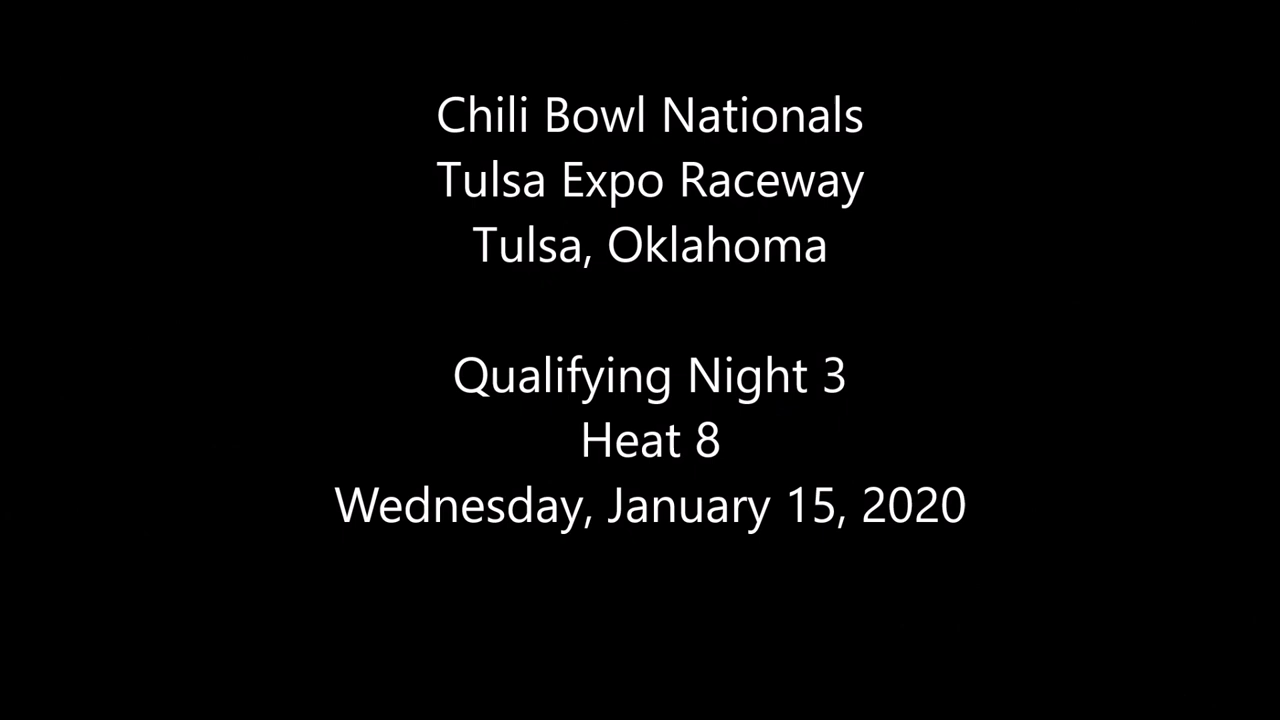 Chili Bowl Nationals
Tulsa Expo Raceway
Tulsa, Oklahoma
Qualifying Night 3
Heat 8
Wednesday, January 15, 2020